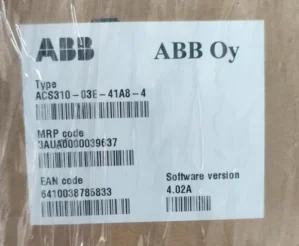 ABB ABB Oy
Type
ACS310-03E-41A8-4
MRP code
3AUA0000039637
EAN code Software version
6410038785833 4.02A